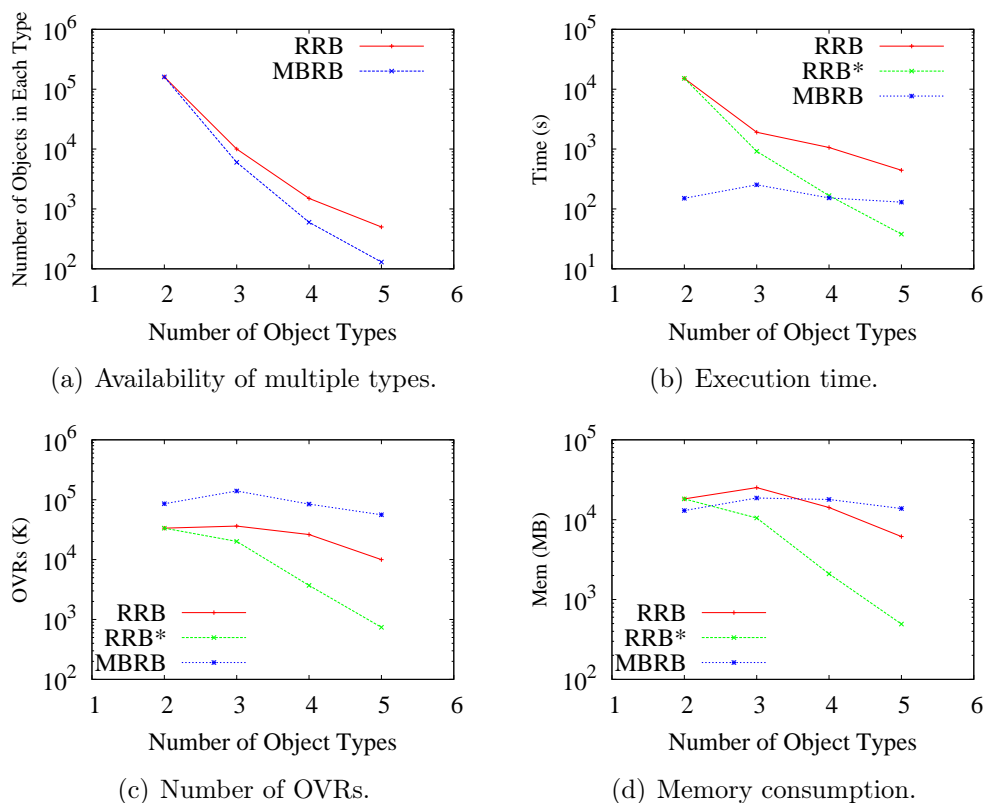 Number of Objects in Each Type
10^6
10^5
10^4
10^3
10^2
RRB
MBRB
1 2 3 4 5 6
Number of Object Types
(a) Availability of multiple types.
Time (s)
10^5
10^4
10^3
10^2
10^1
RRB
RRB*
MBRB
1 2 3 4 5 6
Number of Object Types
(b) Execution time.
OVRs (K)
10^6
10^5
10^4
10^3
10^2
RRB
RRB*
MBRB
1 2 3 4 5 6
Number of Object Types
(c) Number of OVRs.
Mem (MB)
10^5
10^4
10^3
10^2
RRB
RRB*
MBRB
1 2 3 4 5 6
Number of Object Types
(d) Memory consumption.